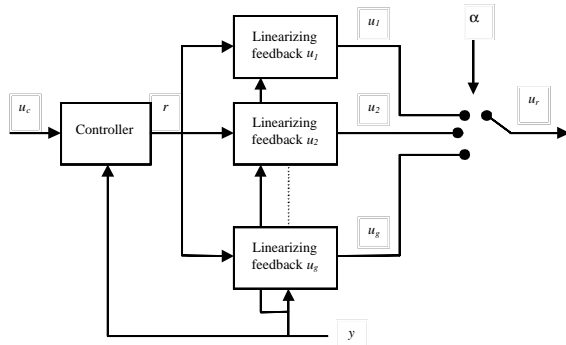 u1
α
Linearizing
feedback u1
uc
r
u2
ur
Controller
Linearizing
feedback u2
ug
Linearizing
feedback ug
y